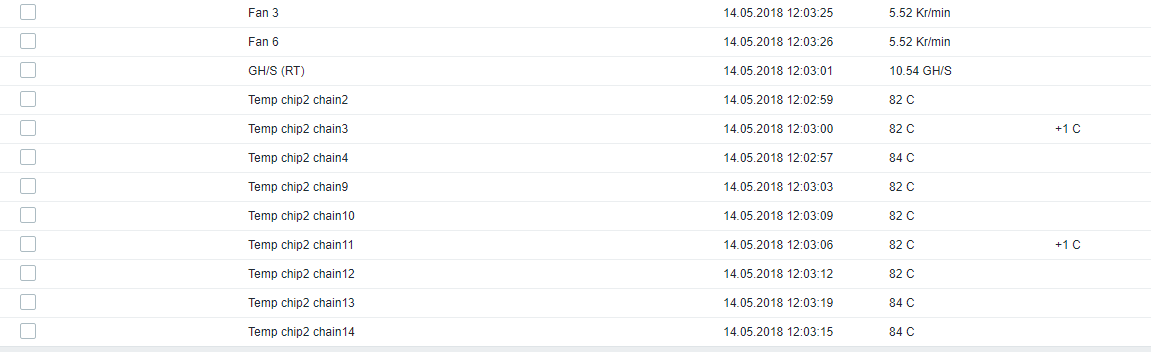 Fan 3 14.05.2018 12:03:25 5.52 Kr/min
Fan 6 14.05.2018 12:03:26 5.52 Kr/min
GH/S (RT) 14.05.2018 12:03:01 10.54 GH/S
Temp chip2 chain2 14.05.2018 12:02:59 82 C
Temp chip2 chain3 14.05.2018 12:03:00 82 C +1 C
Temp chip2 chain4 14.05.2018 12:02:57 84 C
Temp chip2 chain9 14.05.2018 12:03:03 82 C
Temp chip2 chain10 14.05.2018 12:03:09 82 C
Temp chip2 chain11 14.05.2018 12:03:06 82 C +1 C
Temp chip2 chain12 14.05.2018 12:03:12 82 C
Temp chip2 chain13 14.05.2018 12:03:19 84 C
Temp chip2 chain14 14.05.2018 12:03:15 84 C